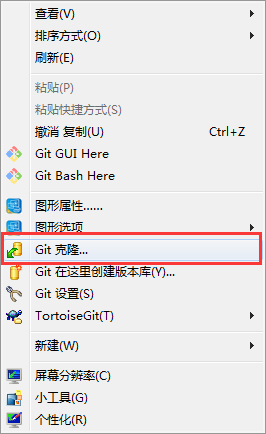 查看(V)
排序方式(O)
刷新(E)
粘贴(P)
粘贴快捷方式(S)
撤消 复制(U) Ctrl+Z
Git GUI Here
Git Bash Here
图形属性......
图形选项
Git 克隆...
Git 在这里创建版本库(Y)...
Git 设置(S)
TortoiseGit(T)
新建(W)
屏幕分辨率(C)
小工具(G)
个性化(R)